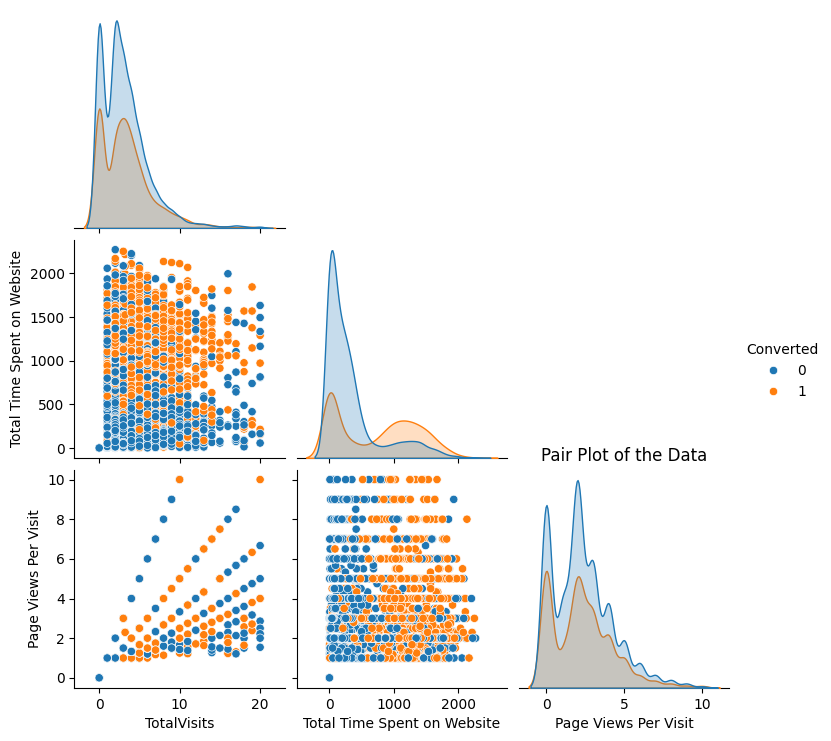 Total Time Spent on Website
2000
1500
1000
500
0
Converted
0
1
Pair Plot of the Data
Page Views Per Visit
10
8
6
4
2
0
0 10 20
TotalVisits
0 1000 2000
Total Time Spent on Website
0 5 10
Page Views Per Visit